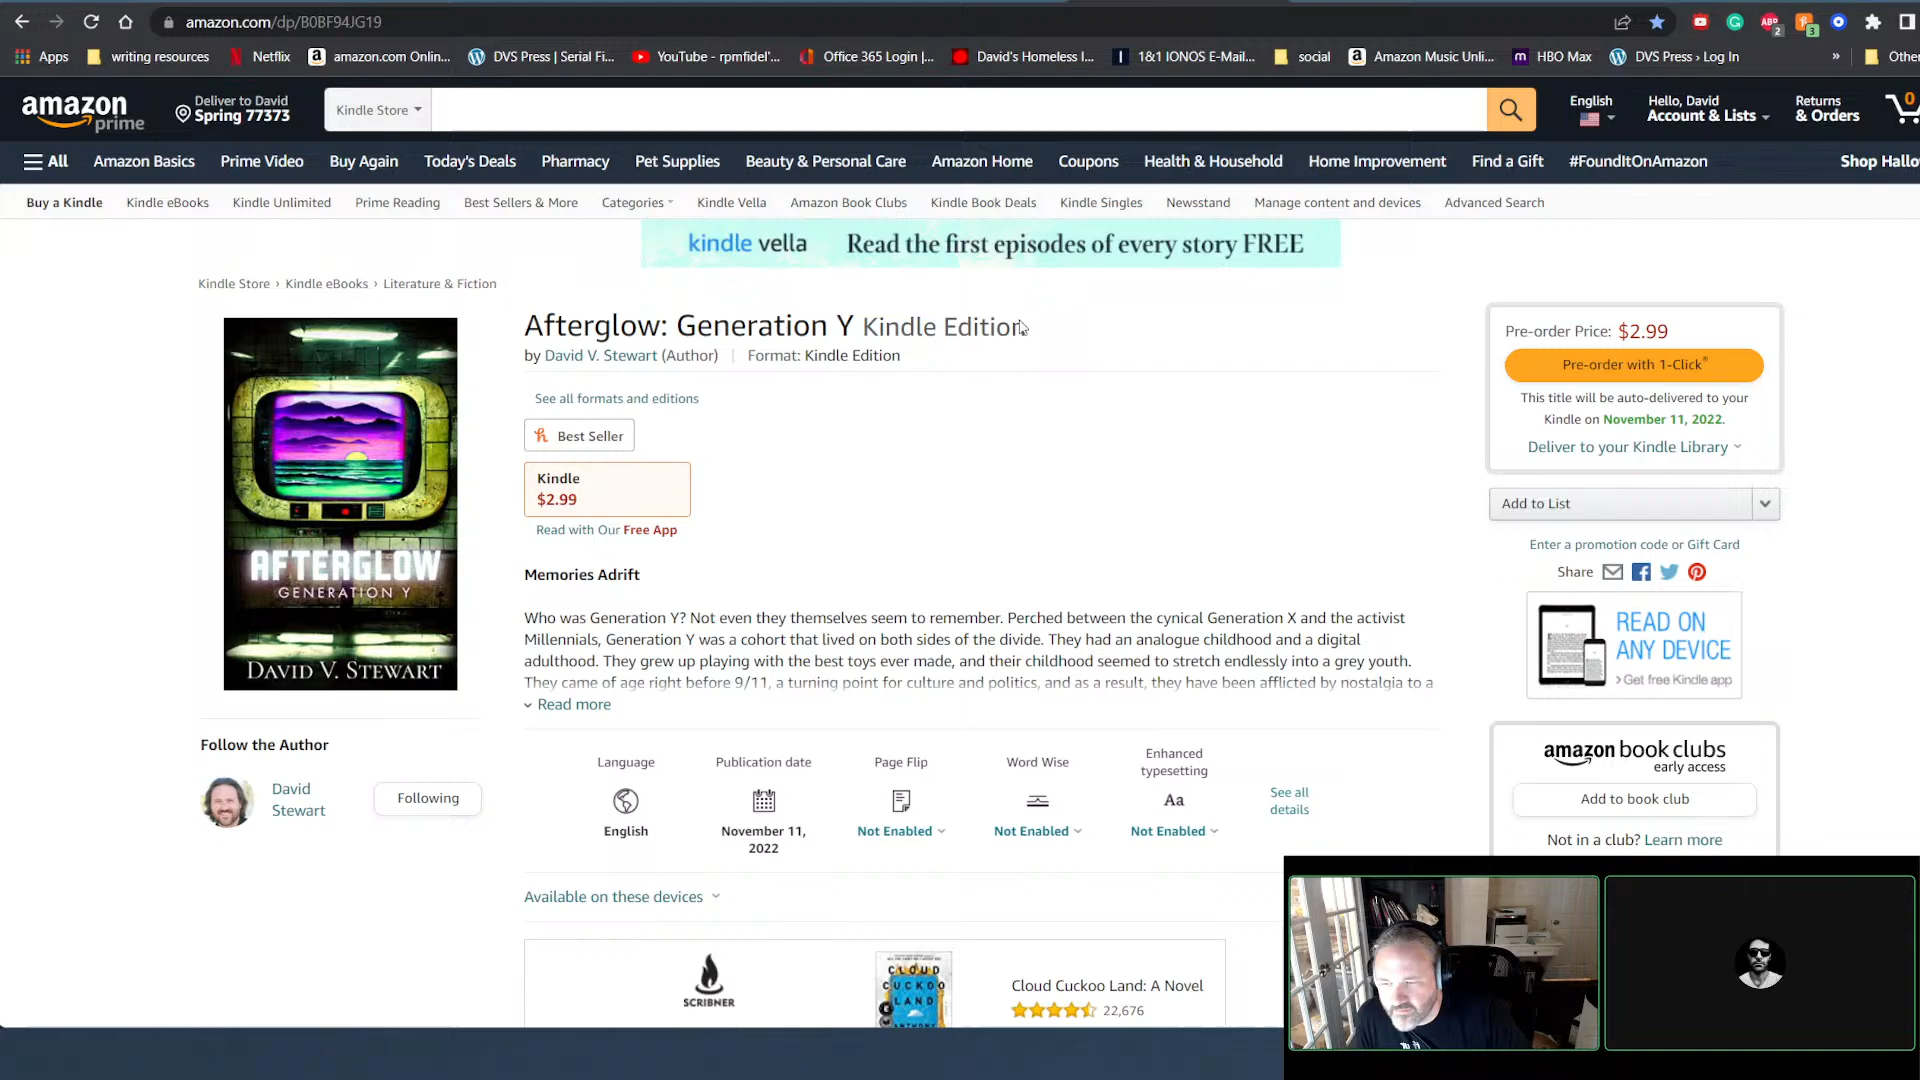 amazon.com/dp/B0BF94JG19
ABP
2
3
Apps
writing resources
Netflix
amazon.com Onlin...
DVS Press | Serial Fi...
YouTube - rpmfidel'...
Office 365 Login |...
David's Homeless I...
1&1 IONOS E-Mail...
social
Amazon Music Unli...
HBO Max
DVS Press › Log In
»
Other
amazon prime
Deliver to David
Spring 77373
Kindle Store
English
Hello, David
Account & Lists
Returns
& Orders
0
All
Amazon Basics
Prime Video
Buy Again
Today's Deals
Pharmacy
Pet Supplies
Beauty & Personal Care
Amazon Home
Coupons
Health & Household
Home Improvement
Find a Gift
#FoundItOnAmazon
Shop Hallo
Buy a Kindle
Kindle eBooks
Kindle Unlimited
Prime Reading
Best Sellers & More
Categories
Kindle Vella
Amazon Book Clubs
Kindle Book Deals
Kindle Singles
Newsstand
Manage content and devices
Advanced Search
kindle vella Read the first episodes of every story FREE
Kindle Store › Kindle eBooks › Literature & Fiction
AFTERGLOW
GENERATION Y
DAVID V. STEWART
Follow the Author
David
Stewart
Following
Afterglow: Generation Y Kindle Edition
by David V. Stewart (Author) | Format: Kindle Edition
See all formats and editions
Best Seller
Kindle
$2.99
Read with Our Free App
Memories Adrift
Who was Generation Y? Not even they themselves seem to remember. Perched between the cynical Generation X and the activist
Millennials, Generation Y was a cohort that lived on both sides of the divide. They had an analogue childhood and a digital
adulthood. They grew up playing with the best toys ever made, and their childhood seemed to stretch endlessly into a grey youth.
They came of age right before 9/11, a turning point for culture and politics, and as a result, they have been afflicted by nostalgia to a
Read more
Language
English
Publication date
November 11,
2022
Page Flip
Not Enabled
Word Wise
Not Enabled
Enhanced
typesetting
Aa
Not Enabled
See all
details
Available on these devices
SCRIBNER
CLOUD
CUCKOO
LAND
ANTHONY
Cloud Cuckoo Land: A Novel
22,676
Pre-order Price: $2.99
Pre-order with 1-Click®
This title will be auto-delivered to your
Kindle on November 11, 2022.
Deliver to your Kindle Library
Add to List
Enter a promotion code or Gift Card
Share
READ ON
ANY DEVICE
› Get free Kindle app
amazon book clubs
early access
Add to book club
Not in a club? Learn more